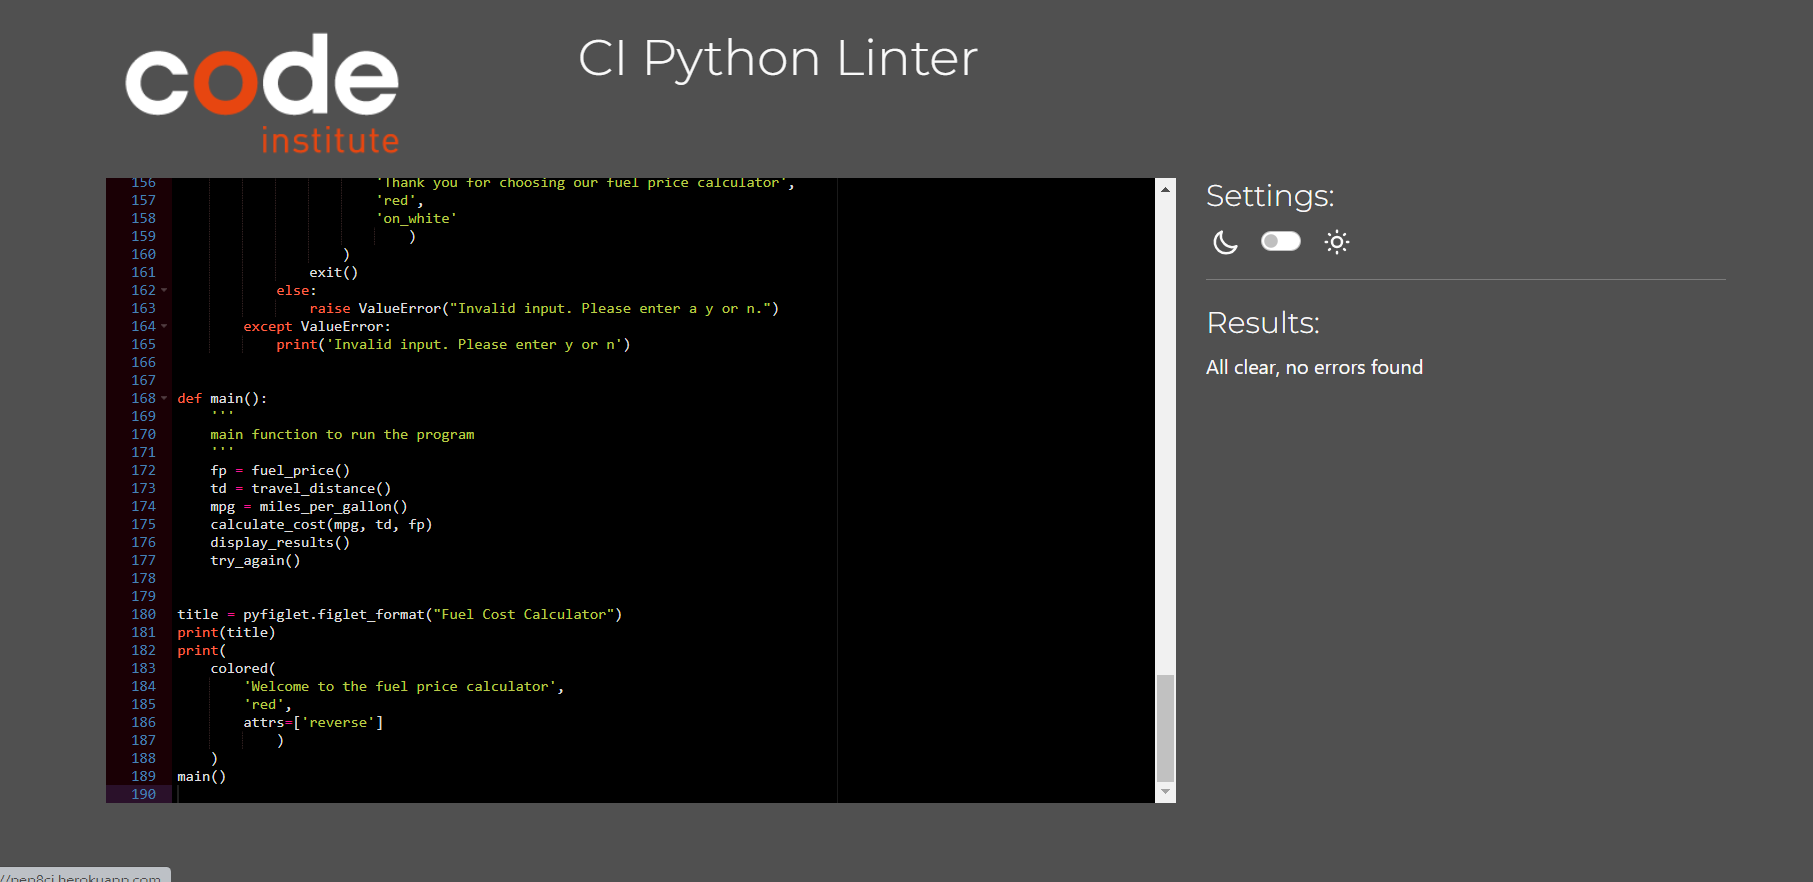 code
institute
CI Python Linter
156 'Thank you for choosing our fuel price calculator',
157 'red',
158 'on_white'
159 )
160 )
161 exit()
162 else:
163 raise ValueError("Invalid input. Please enter a y or n.")
164 except ValueError:
165 print('Invalid input. Please enter y or n')
166
167
168 def main():
169 '''
170 main function to run the program
171 '''
172 fp = fuel_price()
173 td = travel_distance()
174 mpg = miles_per_gallon()
175 calculate_cost(mpg, td, fp)
176 display_results()
177 try_again()
178
179
180 title = pyfiglet.figlet_format("Fuel Cost Calculator")
181 print(title)
182 print(
183 colored(
184 'Welcome to the fuel price calculator',
185 'red',
186 attrs=['reverse']
187 )
188 )
189 main()
190
Settings:
Results:
All clear, no errors found
//pep8ci.herokuapp.com